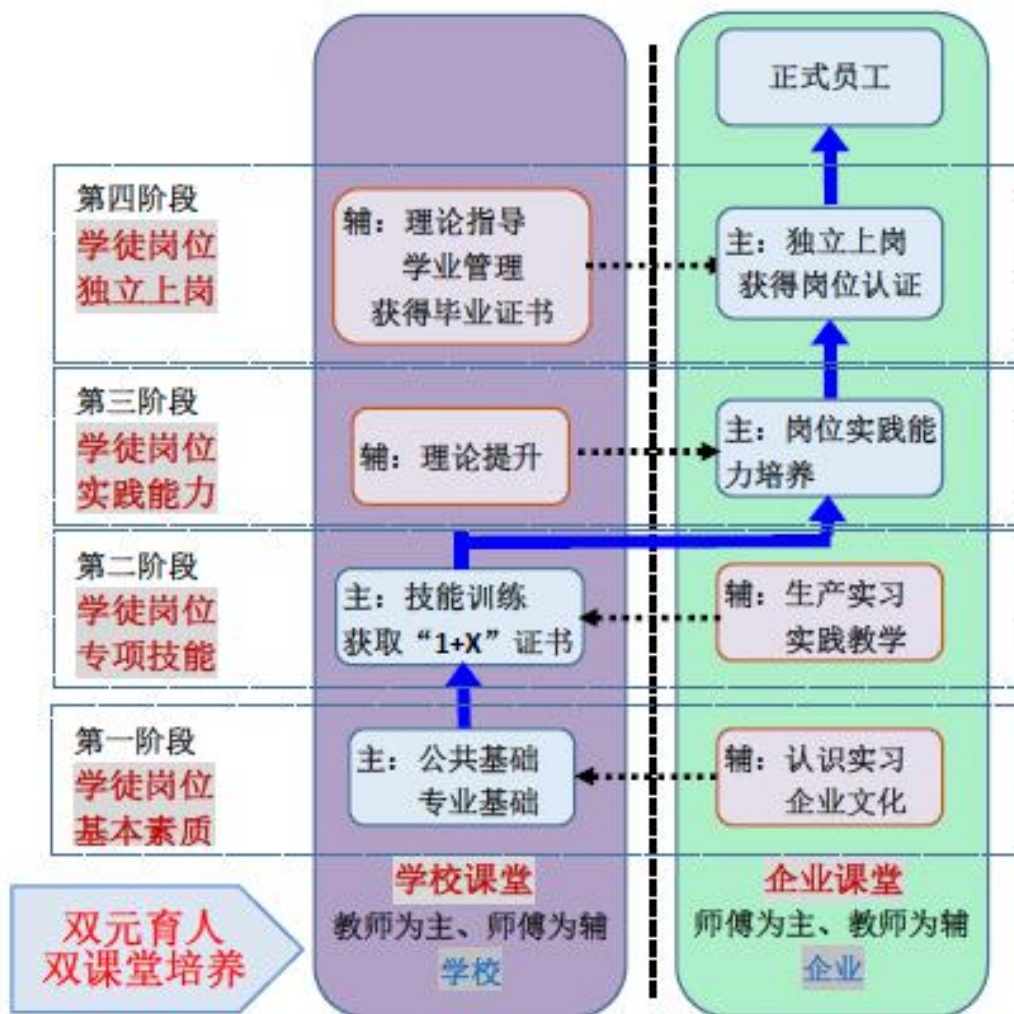 正式员工
第四阶段
学徒岗位
独立上岗
辅：理论指导
学业管理
获得毕业证书
主：独立上岗
获得岗位认证
第三阶段
学徒岗位
实践能力
辅：理论提升
主：岗位实践能
力培养
第二阶段
学徒岗位
专项技能
主：技能训练
获取“1+X”证书
辅：生产实习
实践教学
第一阶段
学徒岗位
基本素质
主：公共基础
专业基础
辅：认识实习
企业文化
双元育人
双课堂培养
学校课堂
教师为主、师傅为辅
学校
企业课堂
师傅为主、教师为辅
企业